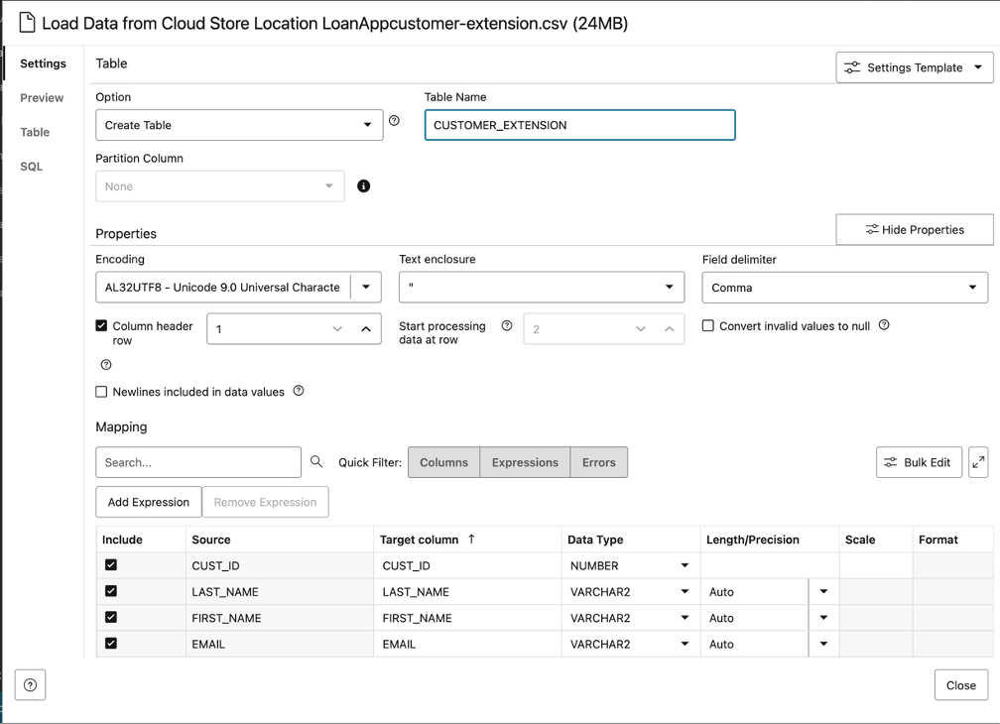 Load Data from Cloud Store Location LoanAppcustomer-extension.csv (24MB)
Settings
Preview
Table
SQL
Table
Settings Template
Option
Table Name
Create Table
CUSTOMER_EXTENSION
Partition Column
None
Properties
Hide Properties
Encoding
Text enclosure
Field delimiter
AL32UTF8 - Unicode 9.0 Universal Characte
"
Comma
Column header
row
1
Start processing
data at row
2
Convert invalid values to null
Newlines included in data values
Mapping
Search...
Quick Filter:
Columns
Expressions
Errors
Bulk Edit
Add Expression
Remove Expression
Include Source Target column ↑ Data Type Length/Precision Scale Format
CUST_ID CUST_ID NUMBER
LAST_NAME LAST_NAME VARCHAR2 Auto
FIRST_NAME FIRST_NAME VARCHAR2 Auto
EMAIL EMAIL VARCHAR2 Auto
Close